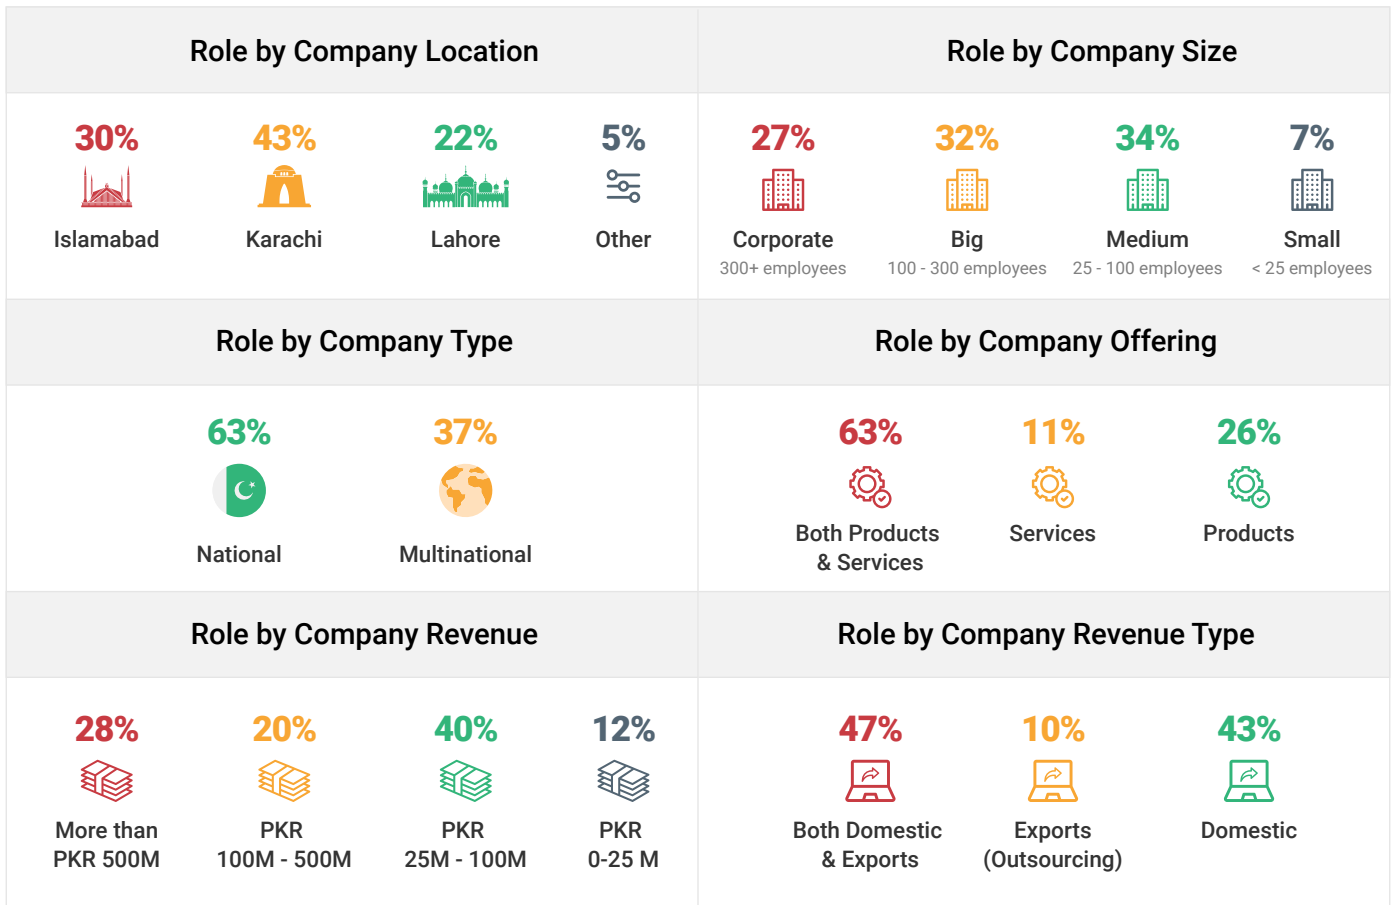 Role by Company Location
30%
43%
22%
5%
Islamabad
Karachi
Lahore
Other
Role by Company Size
27%
32%
34%
7%
Corporate
Big
Medium
Small
300+ employees
100 - 300 employees
25 - 100 employees
< 25 employees
Role by Company Type
63%
37%
National
Multinational
Role by Company Offering
63%
11%
26%
Both Products
& Services
Services
Products
Role by Company Revenue
28%
20%
40%
12%
More than
PKR 500M
PKR
100M - 500M
PKR
25M - 100M
PKR
0-25 M
Role by Company Revenue Type
47%
10%
43%
Both Domestic
& Exports
Exports
(Outsourcing)
Domestic